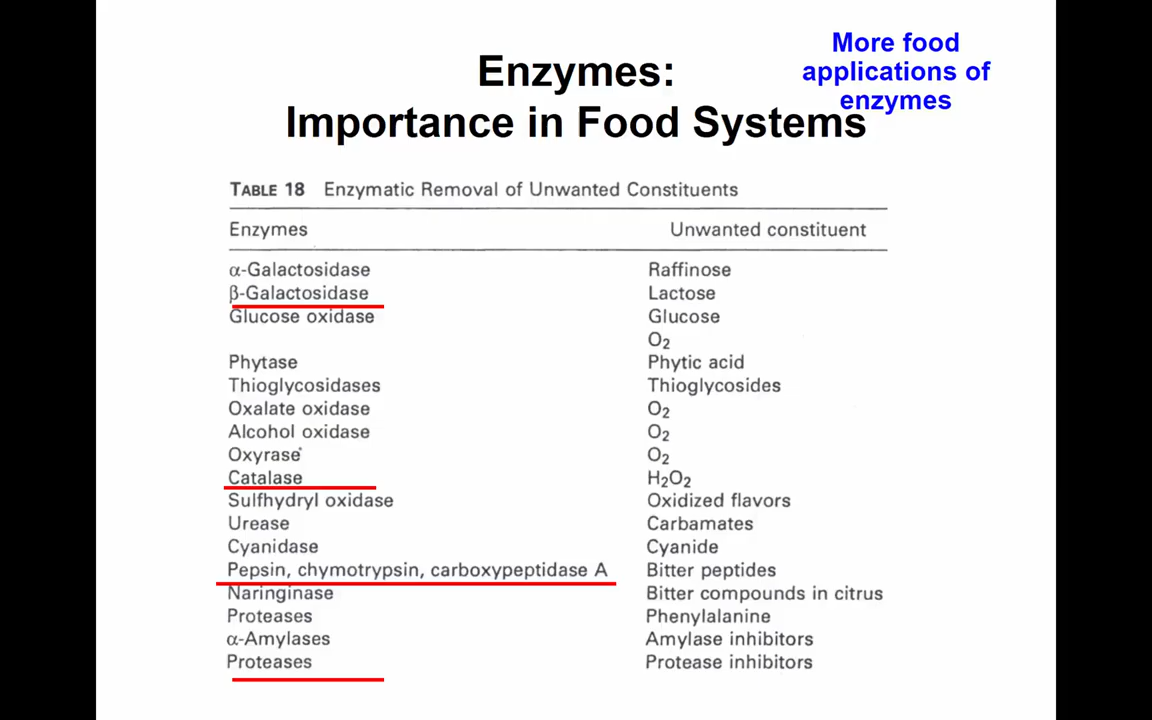 More food
applications of
enzymes
Enzymes:
Importance in Food Systems
TABLE 18 Enzymatic Removal of Unwanted Constituents
Enzymes Unwanted constituent
α-Galactosidase Raffinose
β-Galactosidase Lactose
Glucose oxidase Glucose
O₂
Phytase Phytic acid
Thioglycosidases Thioglycosides
Oxalate oxidase O₂
Alcohol oxidase O₂
Oxyrase* O₂
Catalase H₂O₂
Sulfhydryl oxidase Oxidized flavors
Urease Carbamates
Cyanidase Cyanide
Pepsin, chymotrypsin, carboxypeptidase A Bitter peptides
Naringinase Bitter compounds in citrus
Proteases Phenylalanine
α-Amylases Amylase inhibitors
Proteases Protease inhibitors